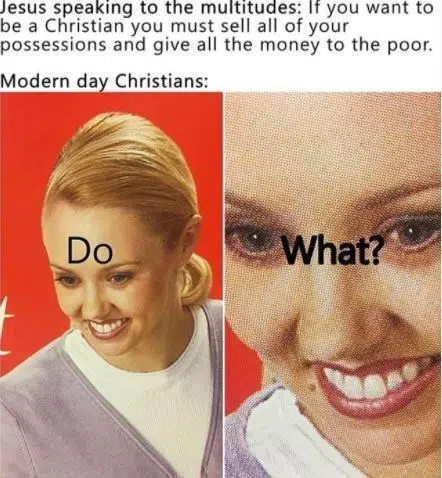 Jesus speaking to the multitudes: If you want to
be a Christian you must sell all of your
possessions and give all the money to the poor.
Modern day Christians:
Do
What?